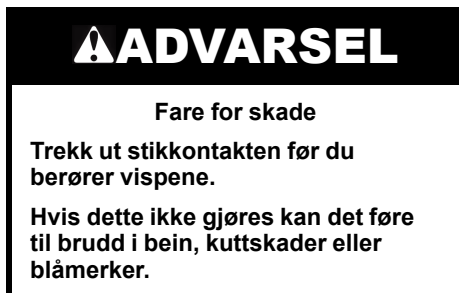 ADVARSEL
Fare for skade
Trekk ut stikkontakten før du
berører vispene.
Hvis dette ikke gjøres kan det føre
til brudd i bein, kuttskader eller
blåmerker.